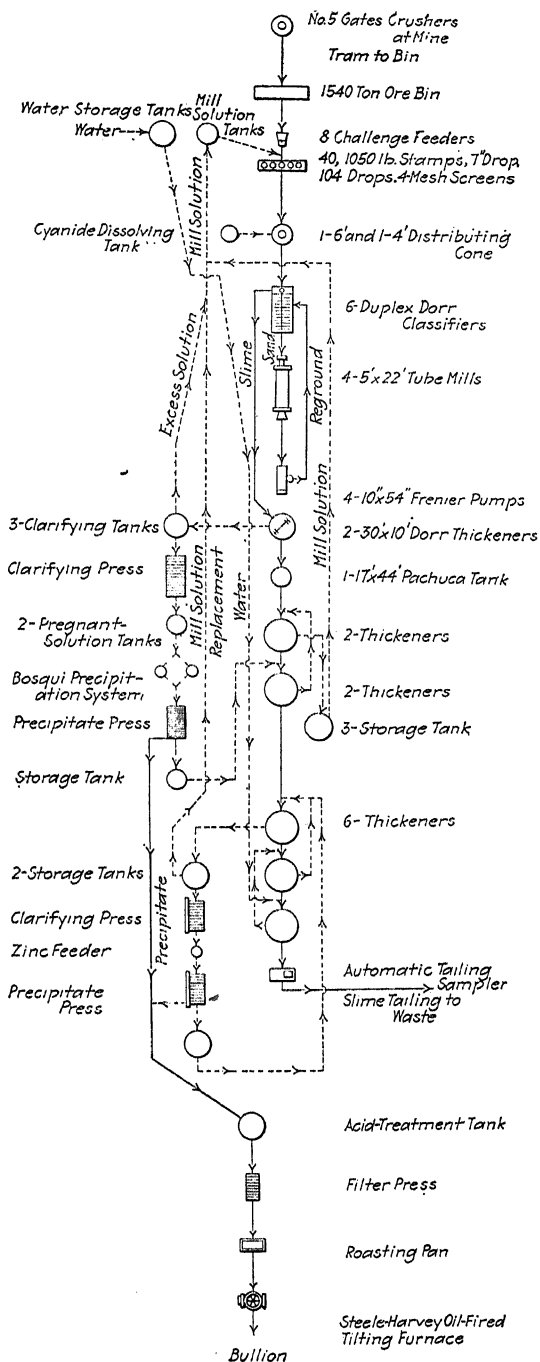 No.5 Gates Crushers
at Mine
Tram to Bin
1540 Ton Ore Bin
Water Storage Tanks
Water
Mill
Solution
Tanks
8 Challenge Feeders
40, 1050 lb. Stamps, 7" Drop,
104 Drops. 4 Mesh Screens
Mill Solution
Cyanide Dissolving
Tank
1-6' and 1-4' Distributing
Cone
Excess Solution
Slime
Sand
Reground
6-Duplex Dorr
Classifiers
4-5'x22' Tube Mills
Mill Solution
4-10"x54" Frenier Pumps
3-Clarifying Tanks
2-30'x10' Dorr Thickeners
Clarifying Press
1-17'x44' Pachuca Tank
Mill Solution
Replacement
Water
2-Pregnant-
Solution Tanks
2-Thickeners
Bosqui Precipit-
ation System
2-Thickeners
Precipitate Press
3-Storage Tank
Storage Tank
6-Thickeners
2-Storage Tanks
Clarifying Press
Precipitate
Zinc Feeder
Precipitate
Press
Automatic Tailing
Sampler
Slime Tailing to
Waste
Acid-Treatment Tank
Filter Press
Roasting Pan
Steele-Harvey Oil-Fired
Tilting Furnace
Bullion